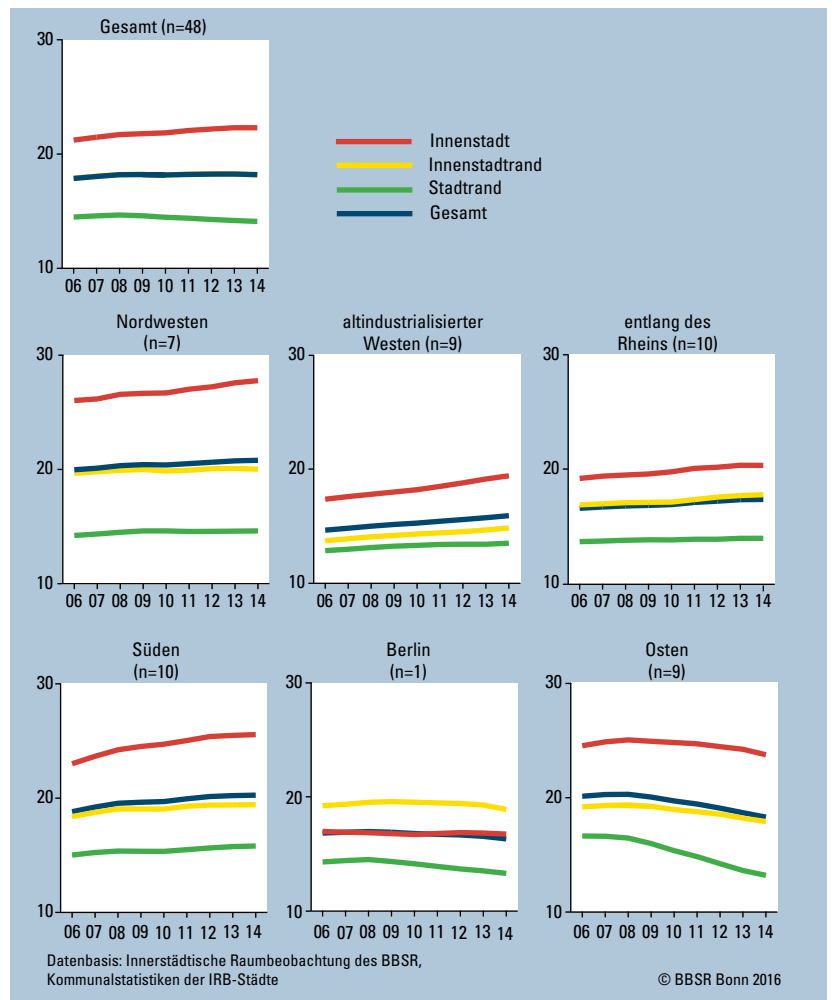 Gesamt (n=48)
30
20
10
06 07 08 09 10 11 12 13 14
Innenstadt
Innenstadtrand
Stadtrand
Gesamt
Nordwesten
(n=7)
30
20
10
06 07 08 09 10 11 12 13 14
altindustrialisierter
Westen (n=9)
30
20
10
06 07 08 09 10 11 12 13 14
entlang des
Rheins (n=10)
30
20
10
06 07 08 09 10 11 12 13 14
Süden
(n=10)
30
20
10
06 07 08 09 10 11 12 13 14
Berlin
(n=1)
30
20
10
06 07 08 09 10 11 12 13 14
Osten
(n=9)
30
20
10
06 07 08 09 10 11 12 13 14
Datenbasis: Innerstädtische Raumbeobachtung des BBSR,
Kommunalstatistiken der IRB-Städte
© BBSR Bonn 2016